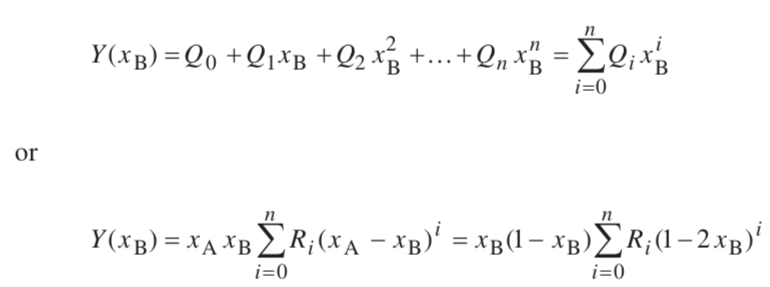 Y(x_B) = Q_0 + Q_1 x_B + Q_2 x_B^2 + ... + Q_n x_B^n = \sum_{i=0}^{n} Q_i x_B^i
or
Y(x_B) = x_A x_B \sum_{i=0}^{n} R_i (x_A − x_B)^i = x_B (1 − x_B) \sum_{i=0}^{n} R_i (1 − 2x_B)^i